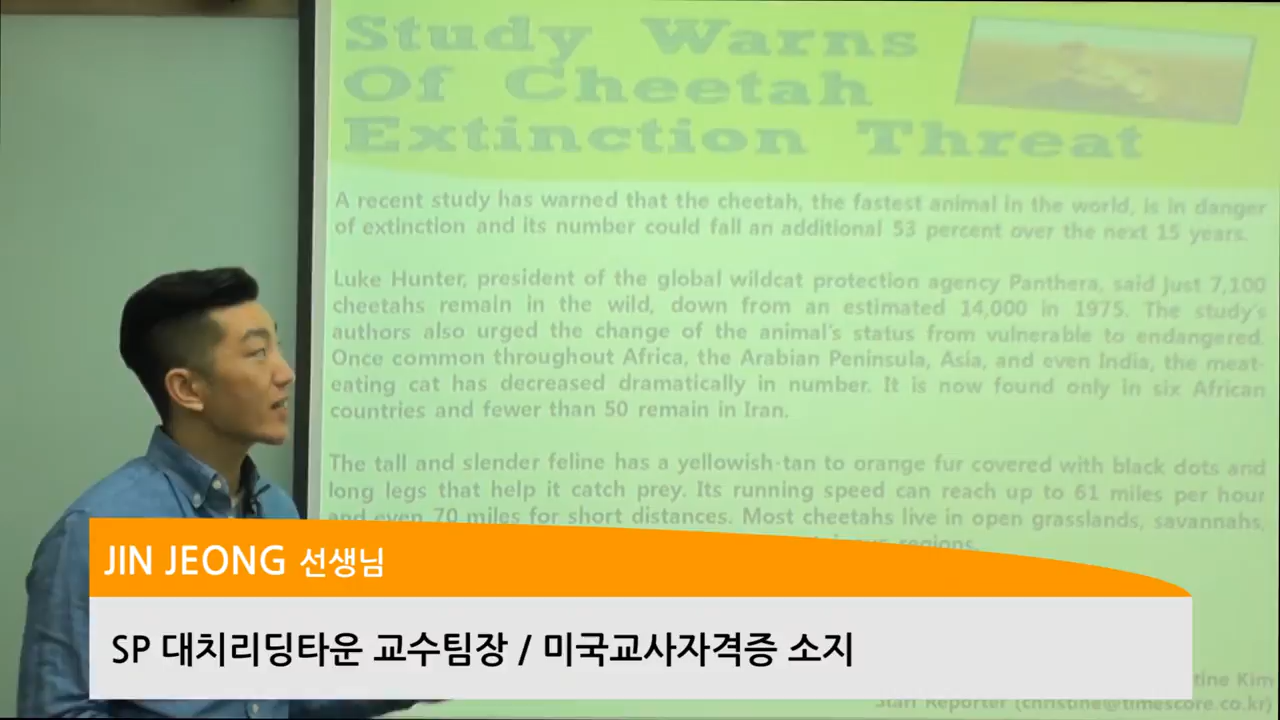 Study Warns
Of Cheetah
Extinction Threat
A recent study has warned that the cheetah, the fastest animal in the world, is in danger
of extinction and its number could fall an additional 53 percent over the next 15 years.
Luke Hunter, president of the global wildcat protection agency Panthera, said just 7,100
cheetahs remain in the wild, down from an estimated 14,000 in 1975. The study's
authors also urged the change of the animal's status from vulnerable to endangered.
Once common throughout Africa, the Arabian Peninsula, Asia, and even India, the meat-
eating cat has decreased dramatically in number. It is now found only in six African
countries and fewer than 50 remain in Iran.
The tall and slender feline has a yellowish-tan to orange fur covered with black dots and
long legs that help it catch prey. Its running speed can reach up to 61 miles per hour
and even 70 miles for short distances. Most cheetahs live in open grasslands, savannahs,
regions.
JIN JEONG 선생님
SP 대치리딩타운 교수팀장 / 미국교사자격증 소지
tine Kim
Staff Reporter (christine@timescore.co.kr)